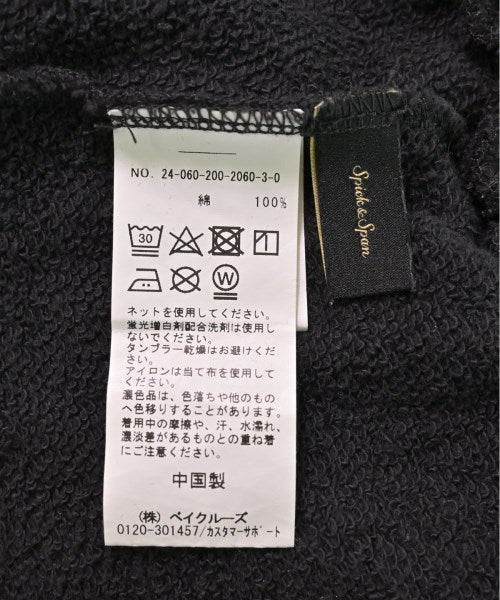 NO. 24-060-200-2060-3-0
綿 100%
30
W
ネットを使用してください。
蛍光増白剤配合洗剤は使用し
ないでください。
タンブラー乾燥はお避けくださ
い。
アイロンは当て布を使用して
ください。
濃色品は、色落ちや他のもの
へ色移りすることがあります。
着用中の摩擦や、汗、水濡れ、
濃淡差があるものとの重ね着
にご注意ください。
中国製
(株) ベイクルーズ
0120-301457/カスタマーサポート
Spick&Span